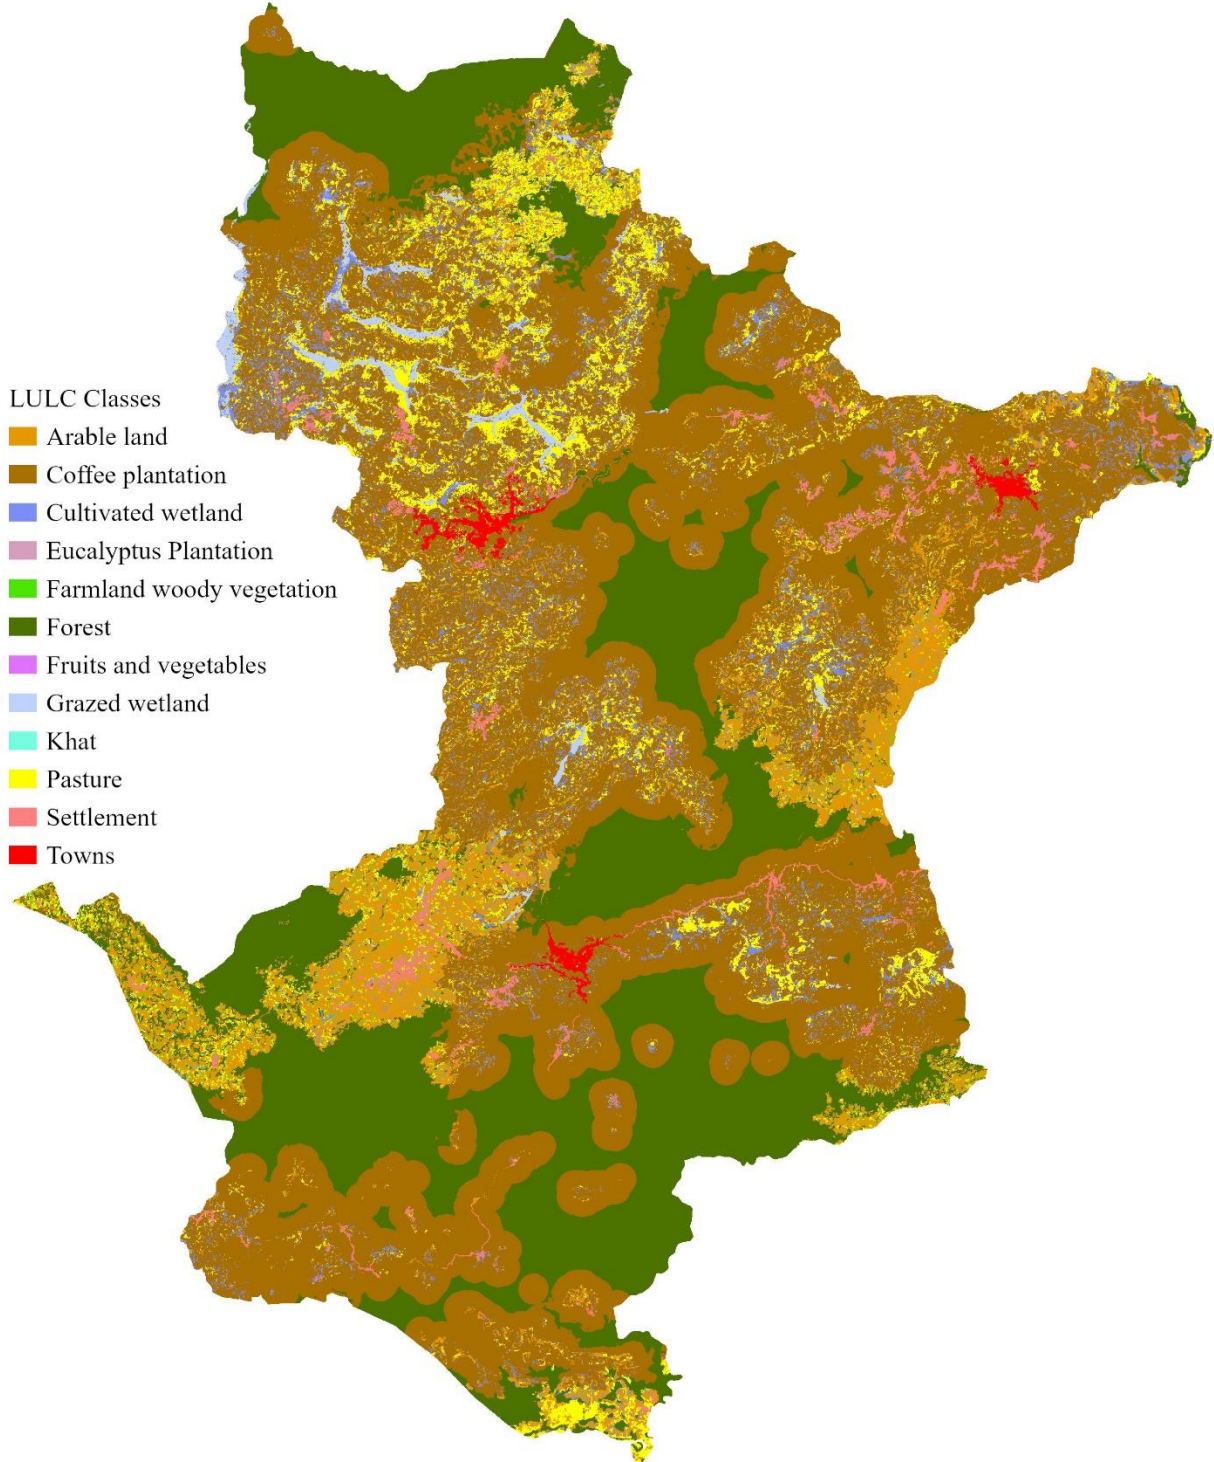 LULC Classes
Arable land
Coffee plantation
Cultivated wetland
Eucalyptus Plantation
Farmland woody vegetation
Forest
Fruits and vegetables
Grazed wetland
Khat
Pasture
Settlement
Towns